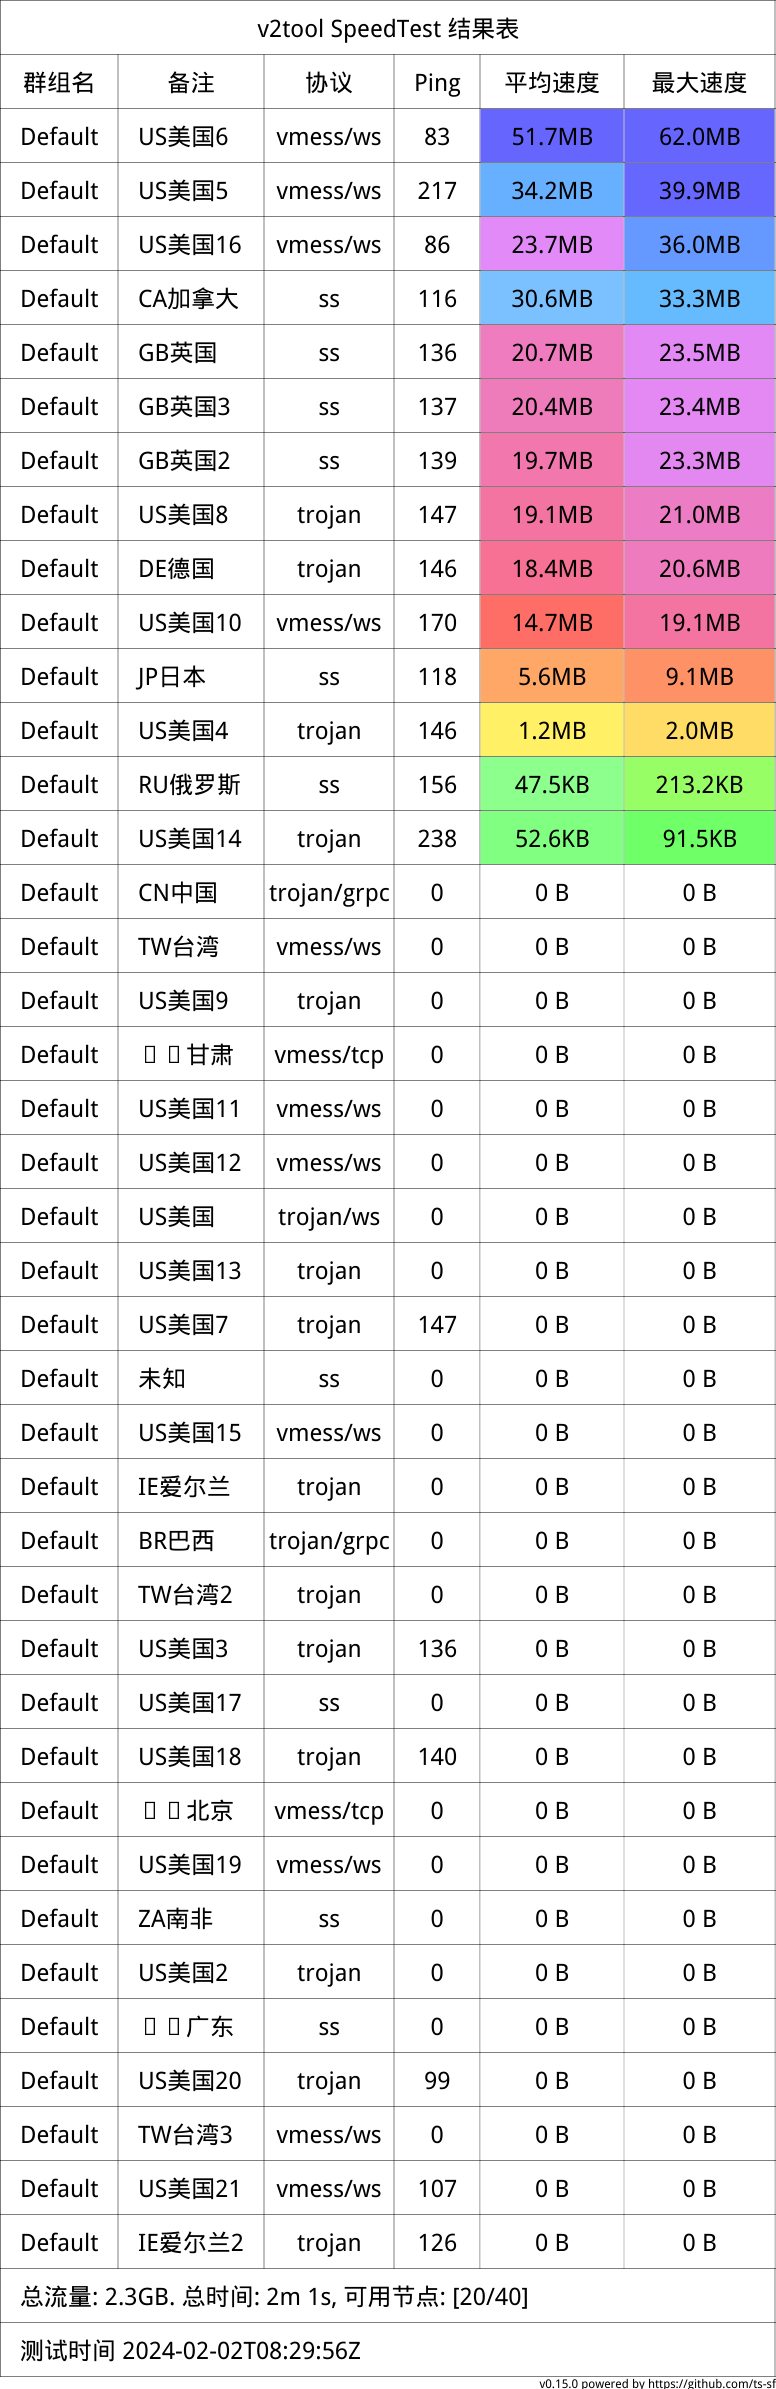 v2tool SpeedTest 结果表
群组名 备注 协议 Ping 平均速度 最大速度
Default US美国6 vmess/ws 83 51.7MB 62.0MB
Default US美国5 vmess/ws 217 34.2MB 39.9MB
Default US美国16 vmess/ws 86 23.7MB 36.0MB
Default CA加拿大 ss 116 30.6MB 33.3MB
Default GB英国 ss 136 20.7MB 23.5MB
Default GB英国3 ss 137 20.4MB 23.4MB
Default GB英国2 ss 139 19.7MB 23.3MB
Default US美国8 trojan 147 19.1MB 21.0MB
Default DE德国 trojan 146 18.4MB 20.6MB
Default US美国10 vmess/ws 170 14.7MB 19.1MB
Default JP日本 ss 118 5.6MB 9.1MB
Default US美国4 trojan 146 1.2MB 2.0MB
Default RU俄罗斯 ss 156 47.5KB 213.2KB
Default US美国14 trojan 238 52.6KB 91.5KB
Default CN中国 trojan/grpc 0 0 B 0 B
Default TW台湾 vmess/ws 0 0 B 0 B
Default US美国9 trojan 0 0 B 0 B
Default 甘肃 vmess/tcp 0 0 B 0 B
Default US美国11 vmess/ws 0 0 B 0 B
Default US美国12 vmess/ws 0 0 B 0 B
Default US美国 trojan/ws 0 0 B 0 B
Default US美国13 trojan 0 0 B 0 B
Default US美国7 trojan 147 0 B 0 B
Default 未知 ss 0 0 B 0 B
Default US美国15 vmess/ws 0 0 B 0 B
Default IE爱尔兰 trojan 0 0 B 0 B
Default BR巴西 trojan/grpc 0 0 B 0 B
Default TW台湾2 trojan 0 0 B 0 B
Default US美国3 trojan 136 0 B 0 B
Default US美国17 ss 0 0 B 0 B
Default US美国18 trojan 140 0 B 0 B
Default 北京 vmess/tcp 0 0 B 0 B
Default US美国19 vmess/ws 0 0 B 0 B
Default ZA南非 ss 0 0 B 0 B
Default US美国2 trojan 0 0 B 0 B
Default 广东 ss 0 0 B 0 B
Default US美国20 trojan 99 0 B 0 B
Default TW台湾3 vmess/ws 0 0 B 0 B
Default US美国21 vmess/ws 107 0 B 0 B
Default IE爱尔兰2 trojan 126 0 B 0 B
总流量: 2.3GB. 总时间: 2m 1s, 可用节点: [20/40]
测试时间 2024-02-02T08:29:56Z
v0.15.0 powered by https://github.com/ts-sf